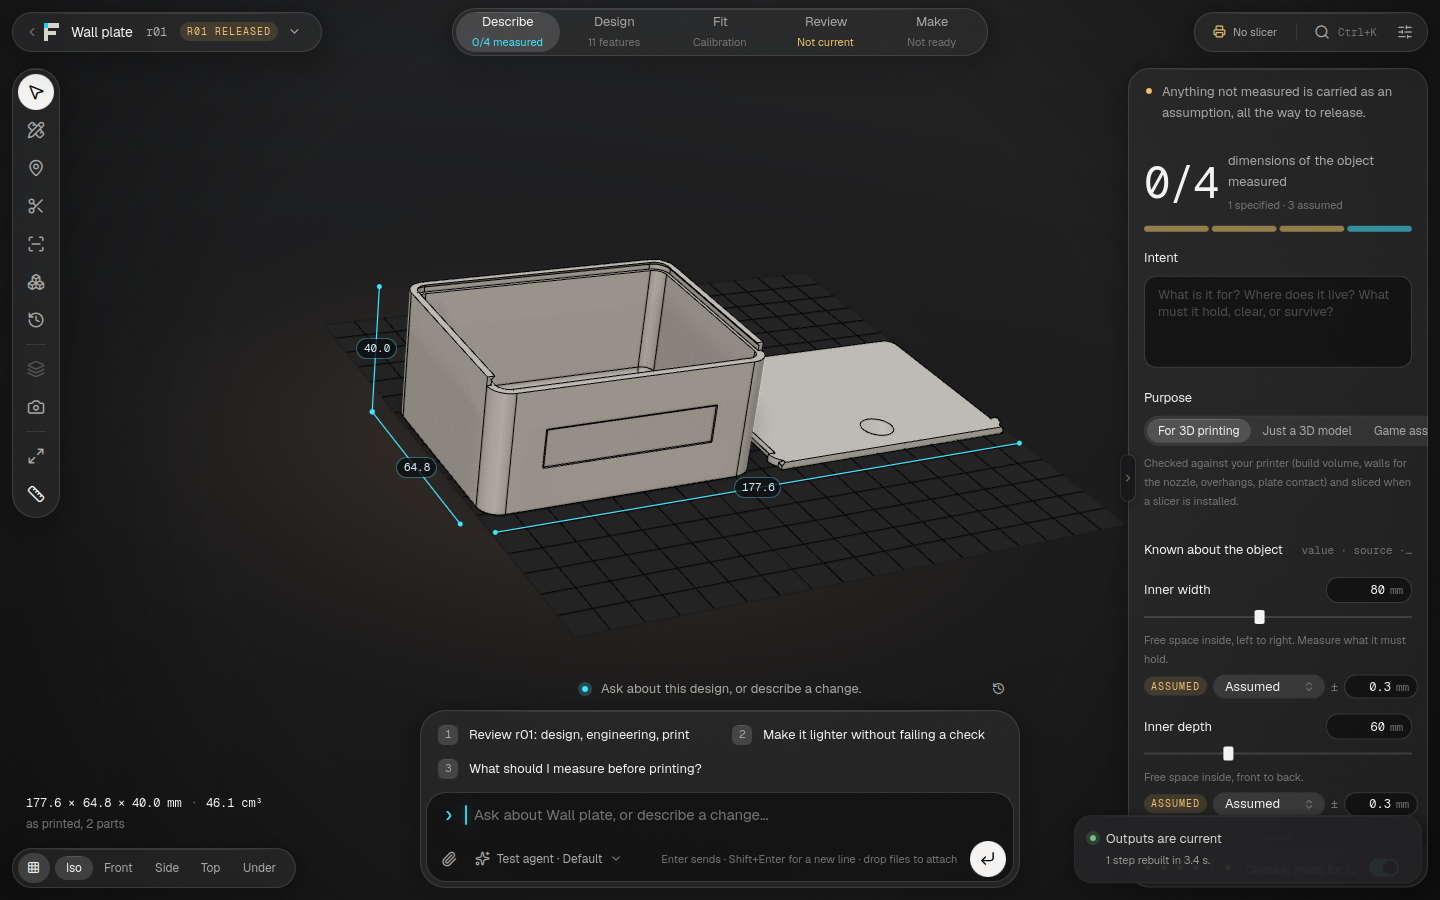 Wall plate r01 R01 RELEASED
Describe
0/4 measured
Design
11 features
Fit
Calibration
Review
Not current
Make
Not ready
No slicer
Ctrl+K
Anything not measured is carried as an
assumption, all the way to release.
0/4
dimensions of the object
measured
1 specified · 3 assumed
Intent
What is it for? Where does it live? What
must it hold, clear, or survive?
Purpose
For 3D printing Just a 3D model Game ass
Checked against your printer (build volume, walls for
the nozzle, overhangs, plate contact) and sliced when
a slicer is installed.
Known about the object value · source ·…
Inner width 80 mm
Free space inside, left to right. Measure what it must
hold.
ASSUMED Assumed ± 0.3 mm
Inner depth 60 mm
Free space inside, front to back.
ASSUMED Assumed ± 0.3 mm
Outputs are current
1 step rebuilt in 3.4 s.
40.0
64.8
177.6
Ask about this design, or describe a change.
1 Review r01: design, engineering, print
2 Make it lighter without failing a check
3 What should I measure before printing?
Ask about Wall plate, or describe a change…
Test agent · Default
Enter sends · Shift+Enter for a new line · drop files to attach
177.6 × 64.8 × 40.0 mm · 46.1 cm³
as printed, 2 parts
Iso Front Side Top Under